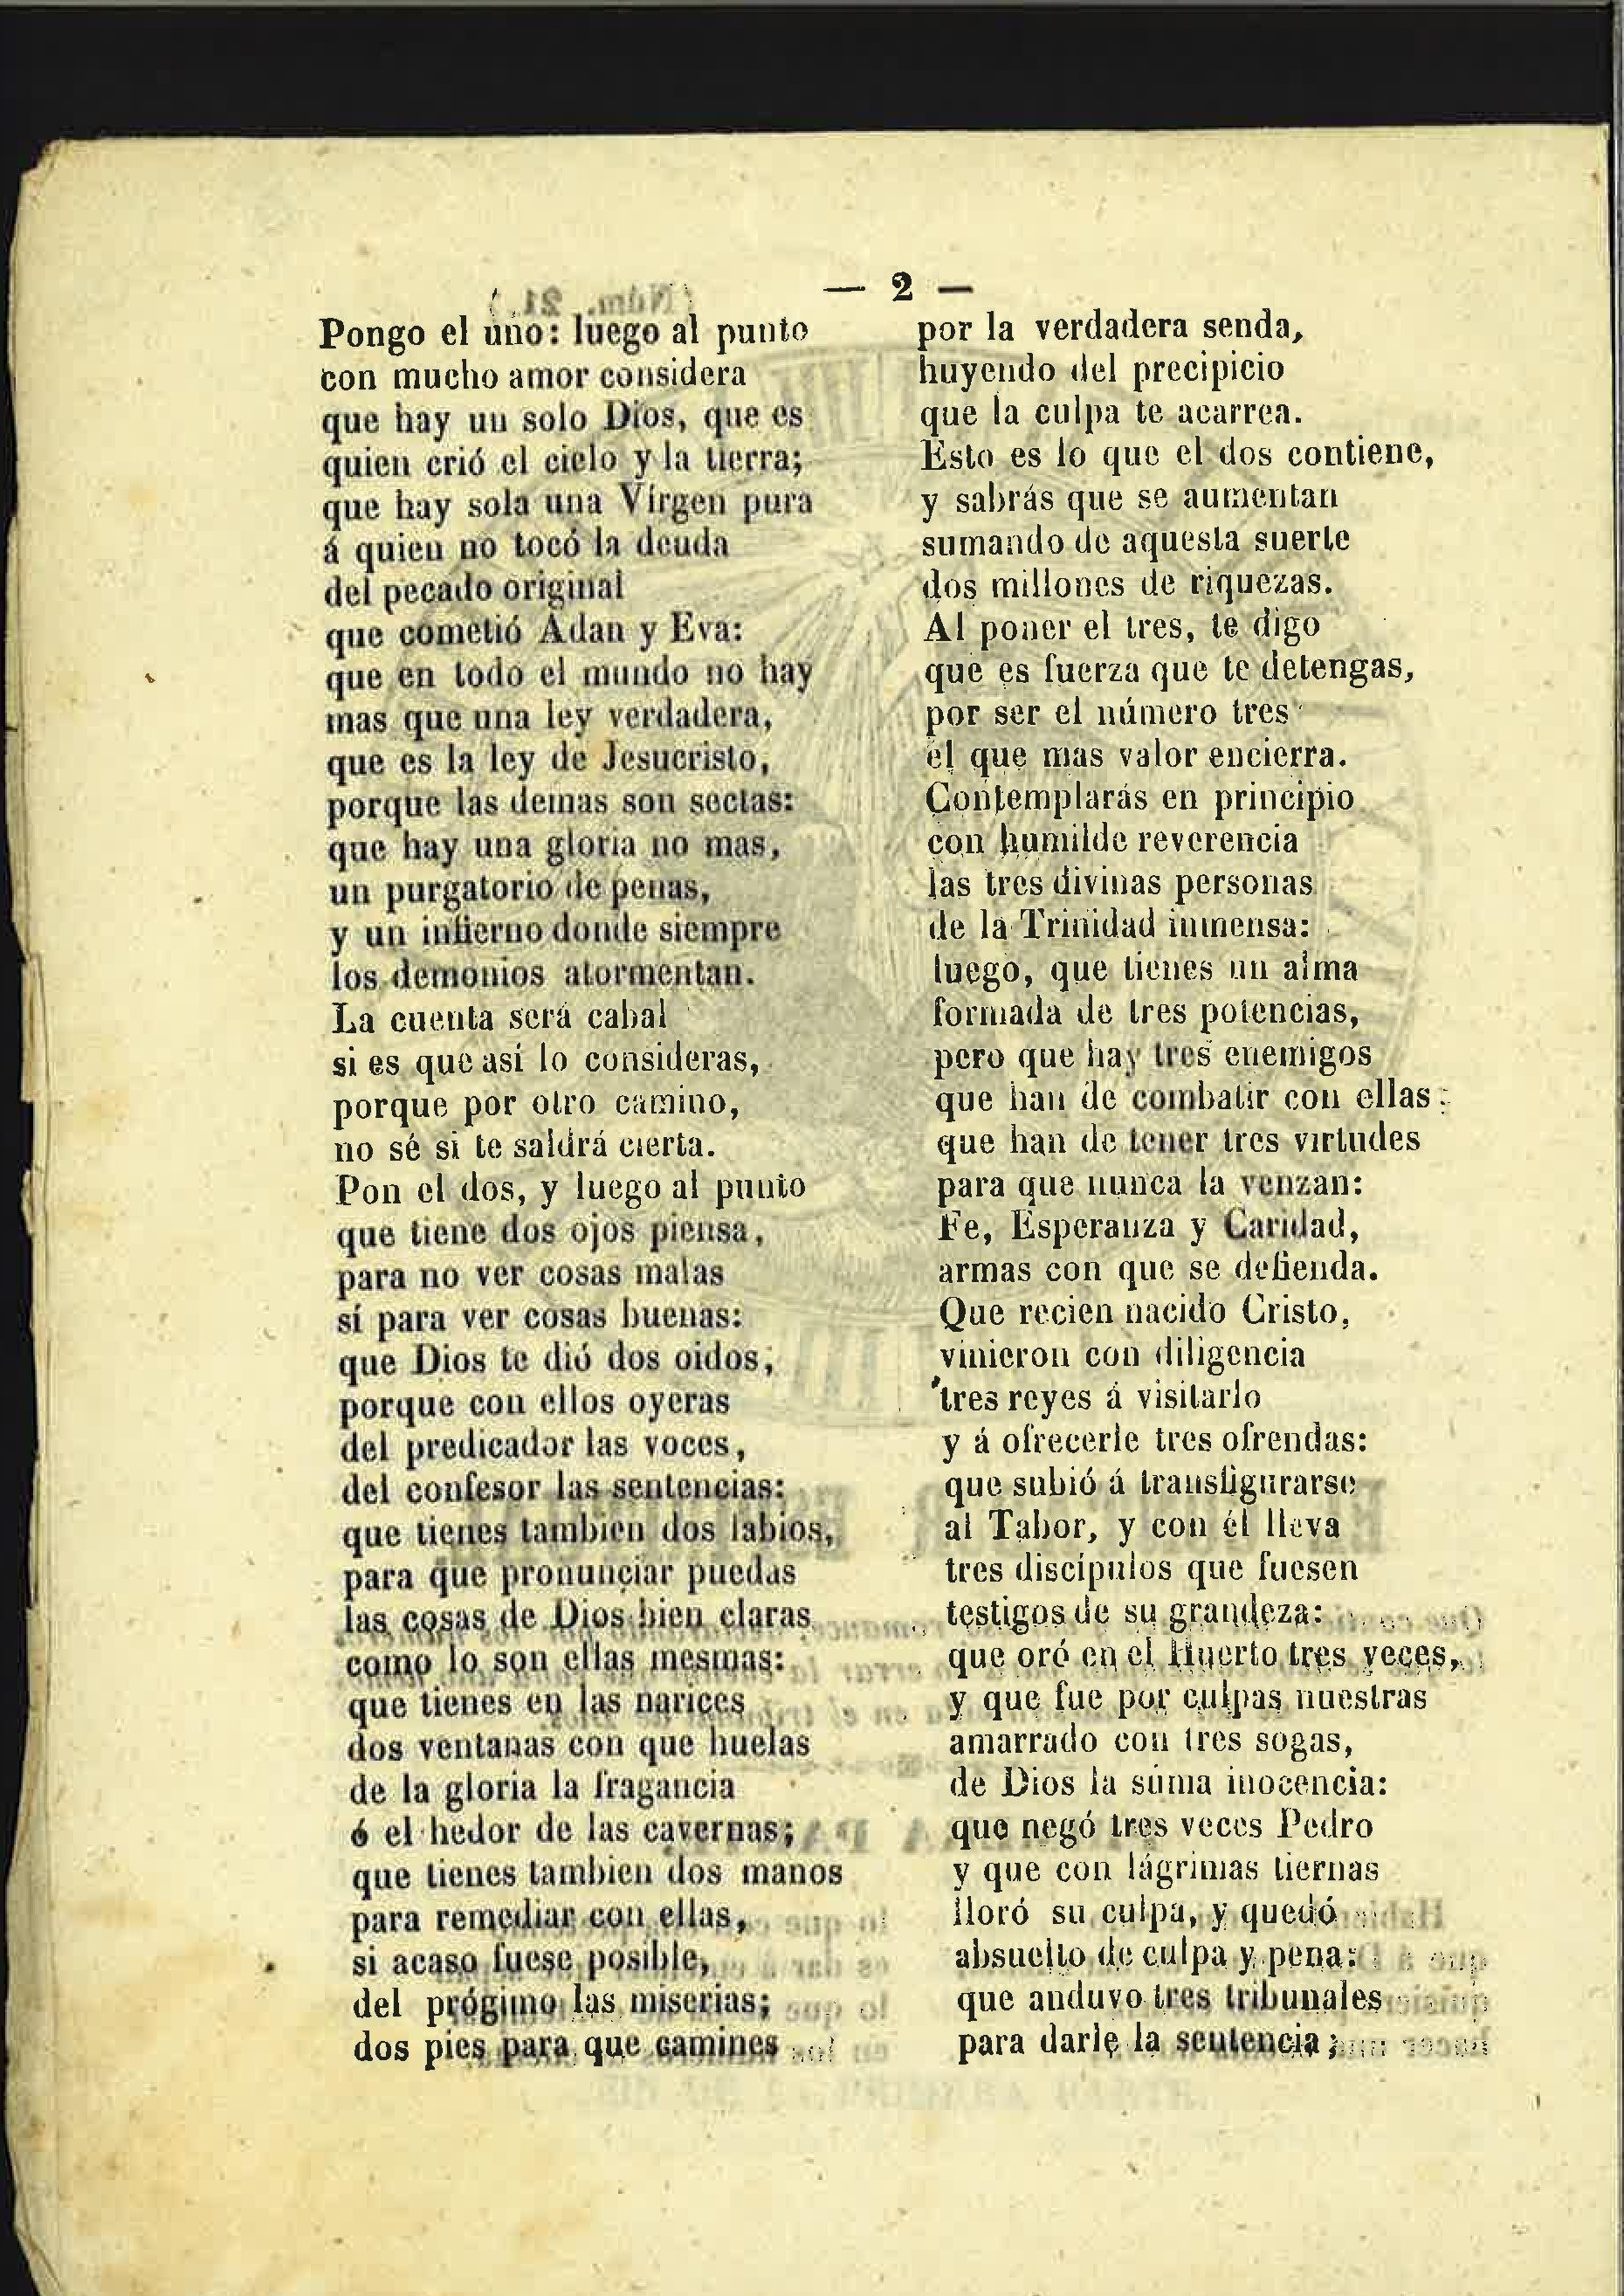 — 2 —
Pongo el uno: luego al punto
con mucho amor considera
que hay un solo Dios, que es
quien crió el cielo y la tierra;
que hay sola una Virgen pura
á quien no tocó la deuda
del pecado original
que cometió Adan y Eva:
que en todo el mundo no hay
mas que una ley verdadera,
que es la ley de Jesucristo,
porque las demas son sectas:
que hay una gloria no mas,
un purgatorio de penas,
y un infierno donde siempre
los demonios atormentan.
La cuenta será cabal
si es que asi lo consideras,
porque por otro camino,
no sé si te saldrá cierta.
Pon el dos, y luego al punto
que tiene dos ojos piensa,
para no ver cosas malas
sí para ver cosas buenas:
que Dios te dió dos oidos,
porque con ellos oyeras
del predicador las voces,
del confesor las sentencias:
que tienes tambien dos labios,
para que pronunciar puedas
las cosas de Dios bien claras
como lo son ellas mesmas:
que tienes en las narices
dos ventanas con que huelas
de la gloria la fragancia
ó el hedor de las cavernas;
que tienes tambien dos manos
para remediar con ellas,
si acaso fuese posible,
del prógimo las miserias;
dos pies para que camines
por la verdadera senda,
huyendo del precipicio
que la culpa te acarrea.
Esto es lo que el dos contiene,
y sabrás que se aumentan
sumando de aquesta suerte
dos millones de riquezas.
Al poner el tres, te digo
que es fuerza que te detengas,
por ser el número tres
el que mas valor encierra.
Contemplarás en principio
con humilde reverencia
las tres divinas personas
de la Trinidad inmensa:
luego, que tienes un alma
formada de tres potencias,
pero que hay tres enemigos
que han de combatir con ellas:
que han de tener tres virtudes
para que nunca la venzan:
Fe, Esperanza y Caridad,
armas con que se defienda.
Que recien nacido Cristo,
vinieron con diligencia
tres reyes á visitarlo
y á ofrecerle tres ofrendas:
que subió á transfigurarse
al Tabor, y con él lleva
tres discípulos que fuesen
testigos de su grandeza:
que oró en el Huerto tres veces,
y que fue por culpas nuestras
amarrado con tres sogas,
de Dios la suma inocencia:
que negó tres veces Pedro
y que con lágrimas tiernas
lloró su culpa, y quedó
absuelto de culpa y pena:
que anduvo tres tribunales
para darle la sentencia;